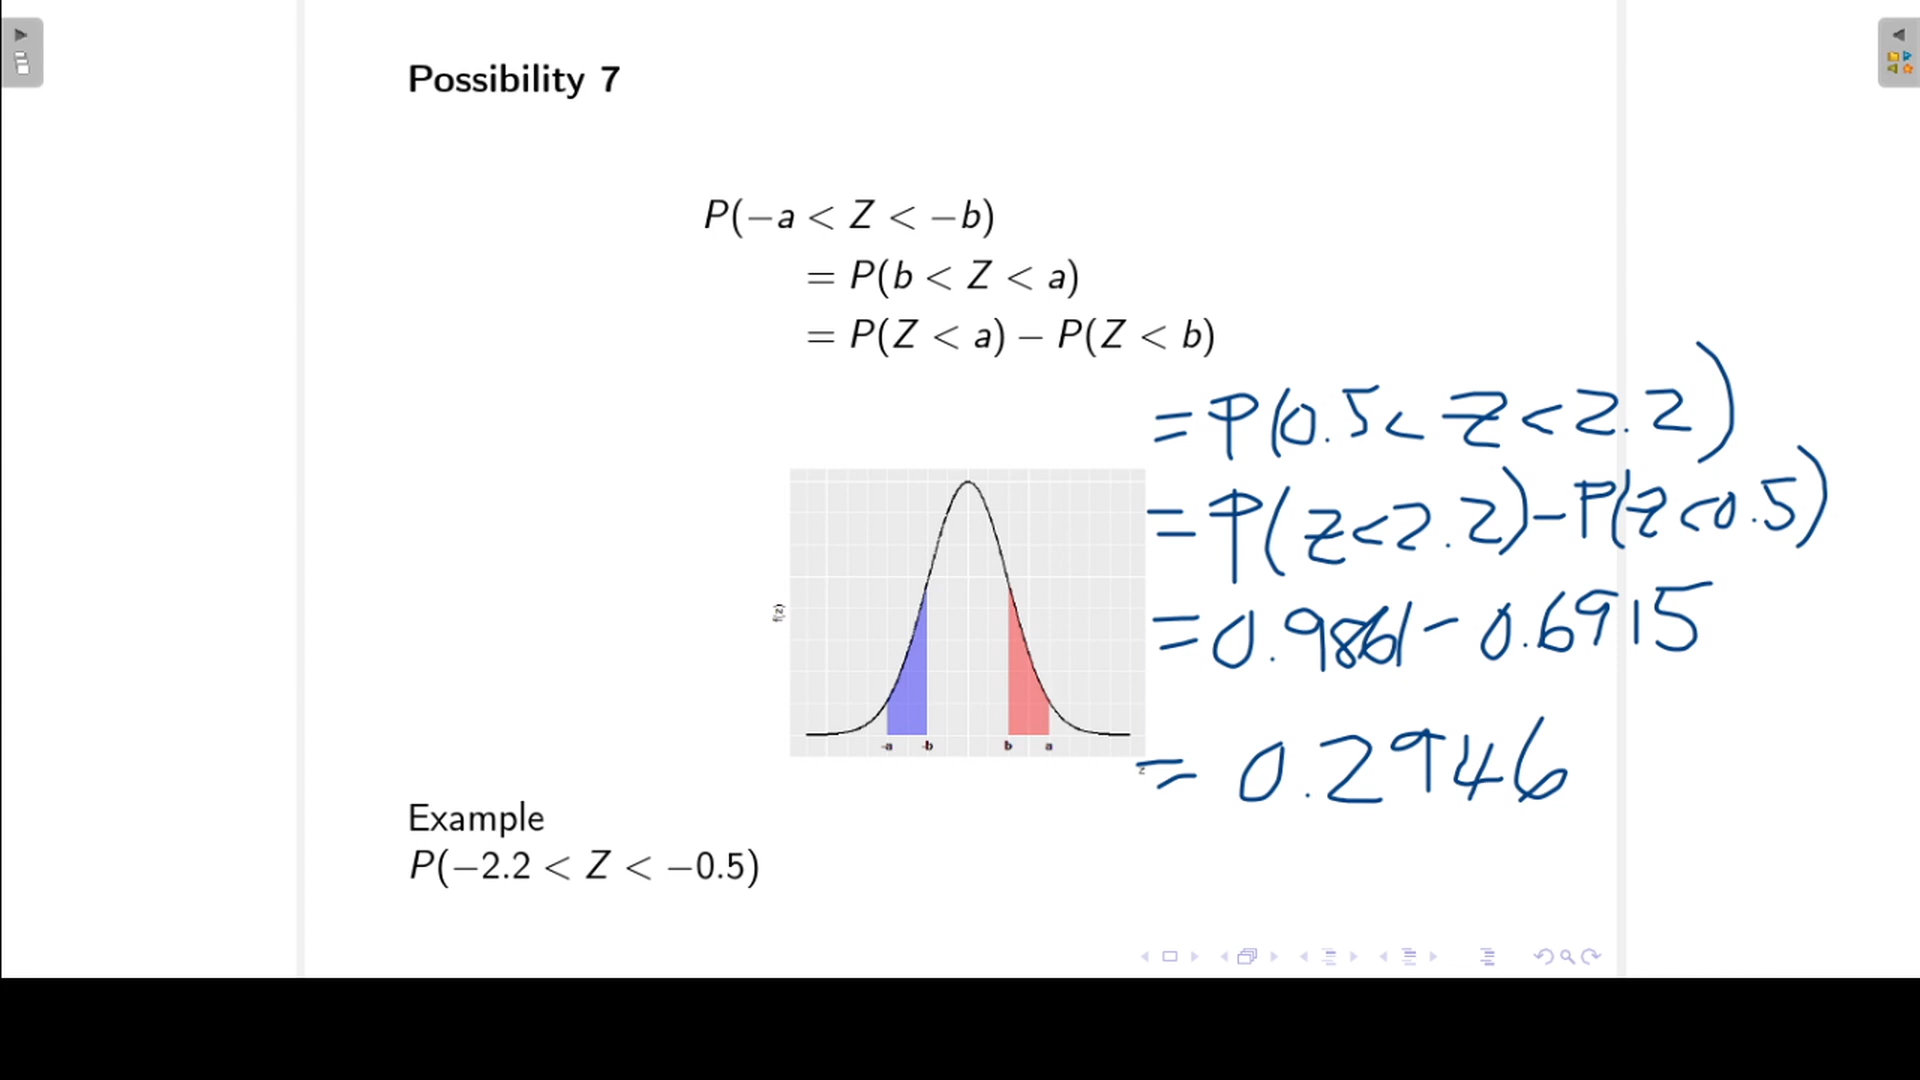 Possibility 7
P(−a < Z < −b)
= P(b < Z < a)
= P(Z < a) − P(Z < b)
=P(0.5< Z <2.2)
=P(Z<2.2)−P(Z<0.5)
=0.9861−0.6915
= 0.2946
f(z)
-a -b b a
z
Example
P(−2.2 < Z < −0.5)